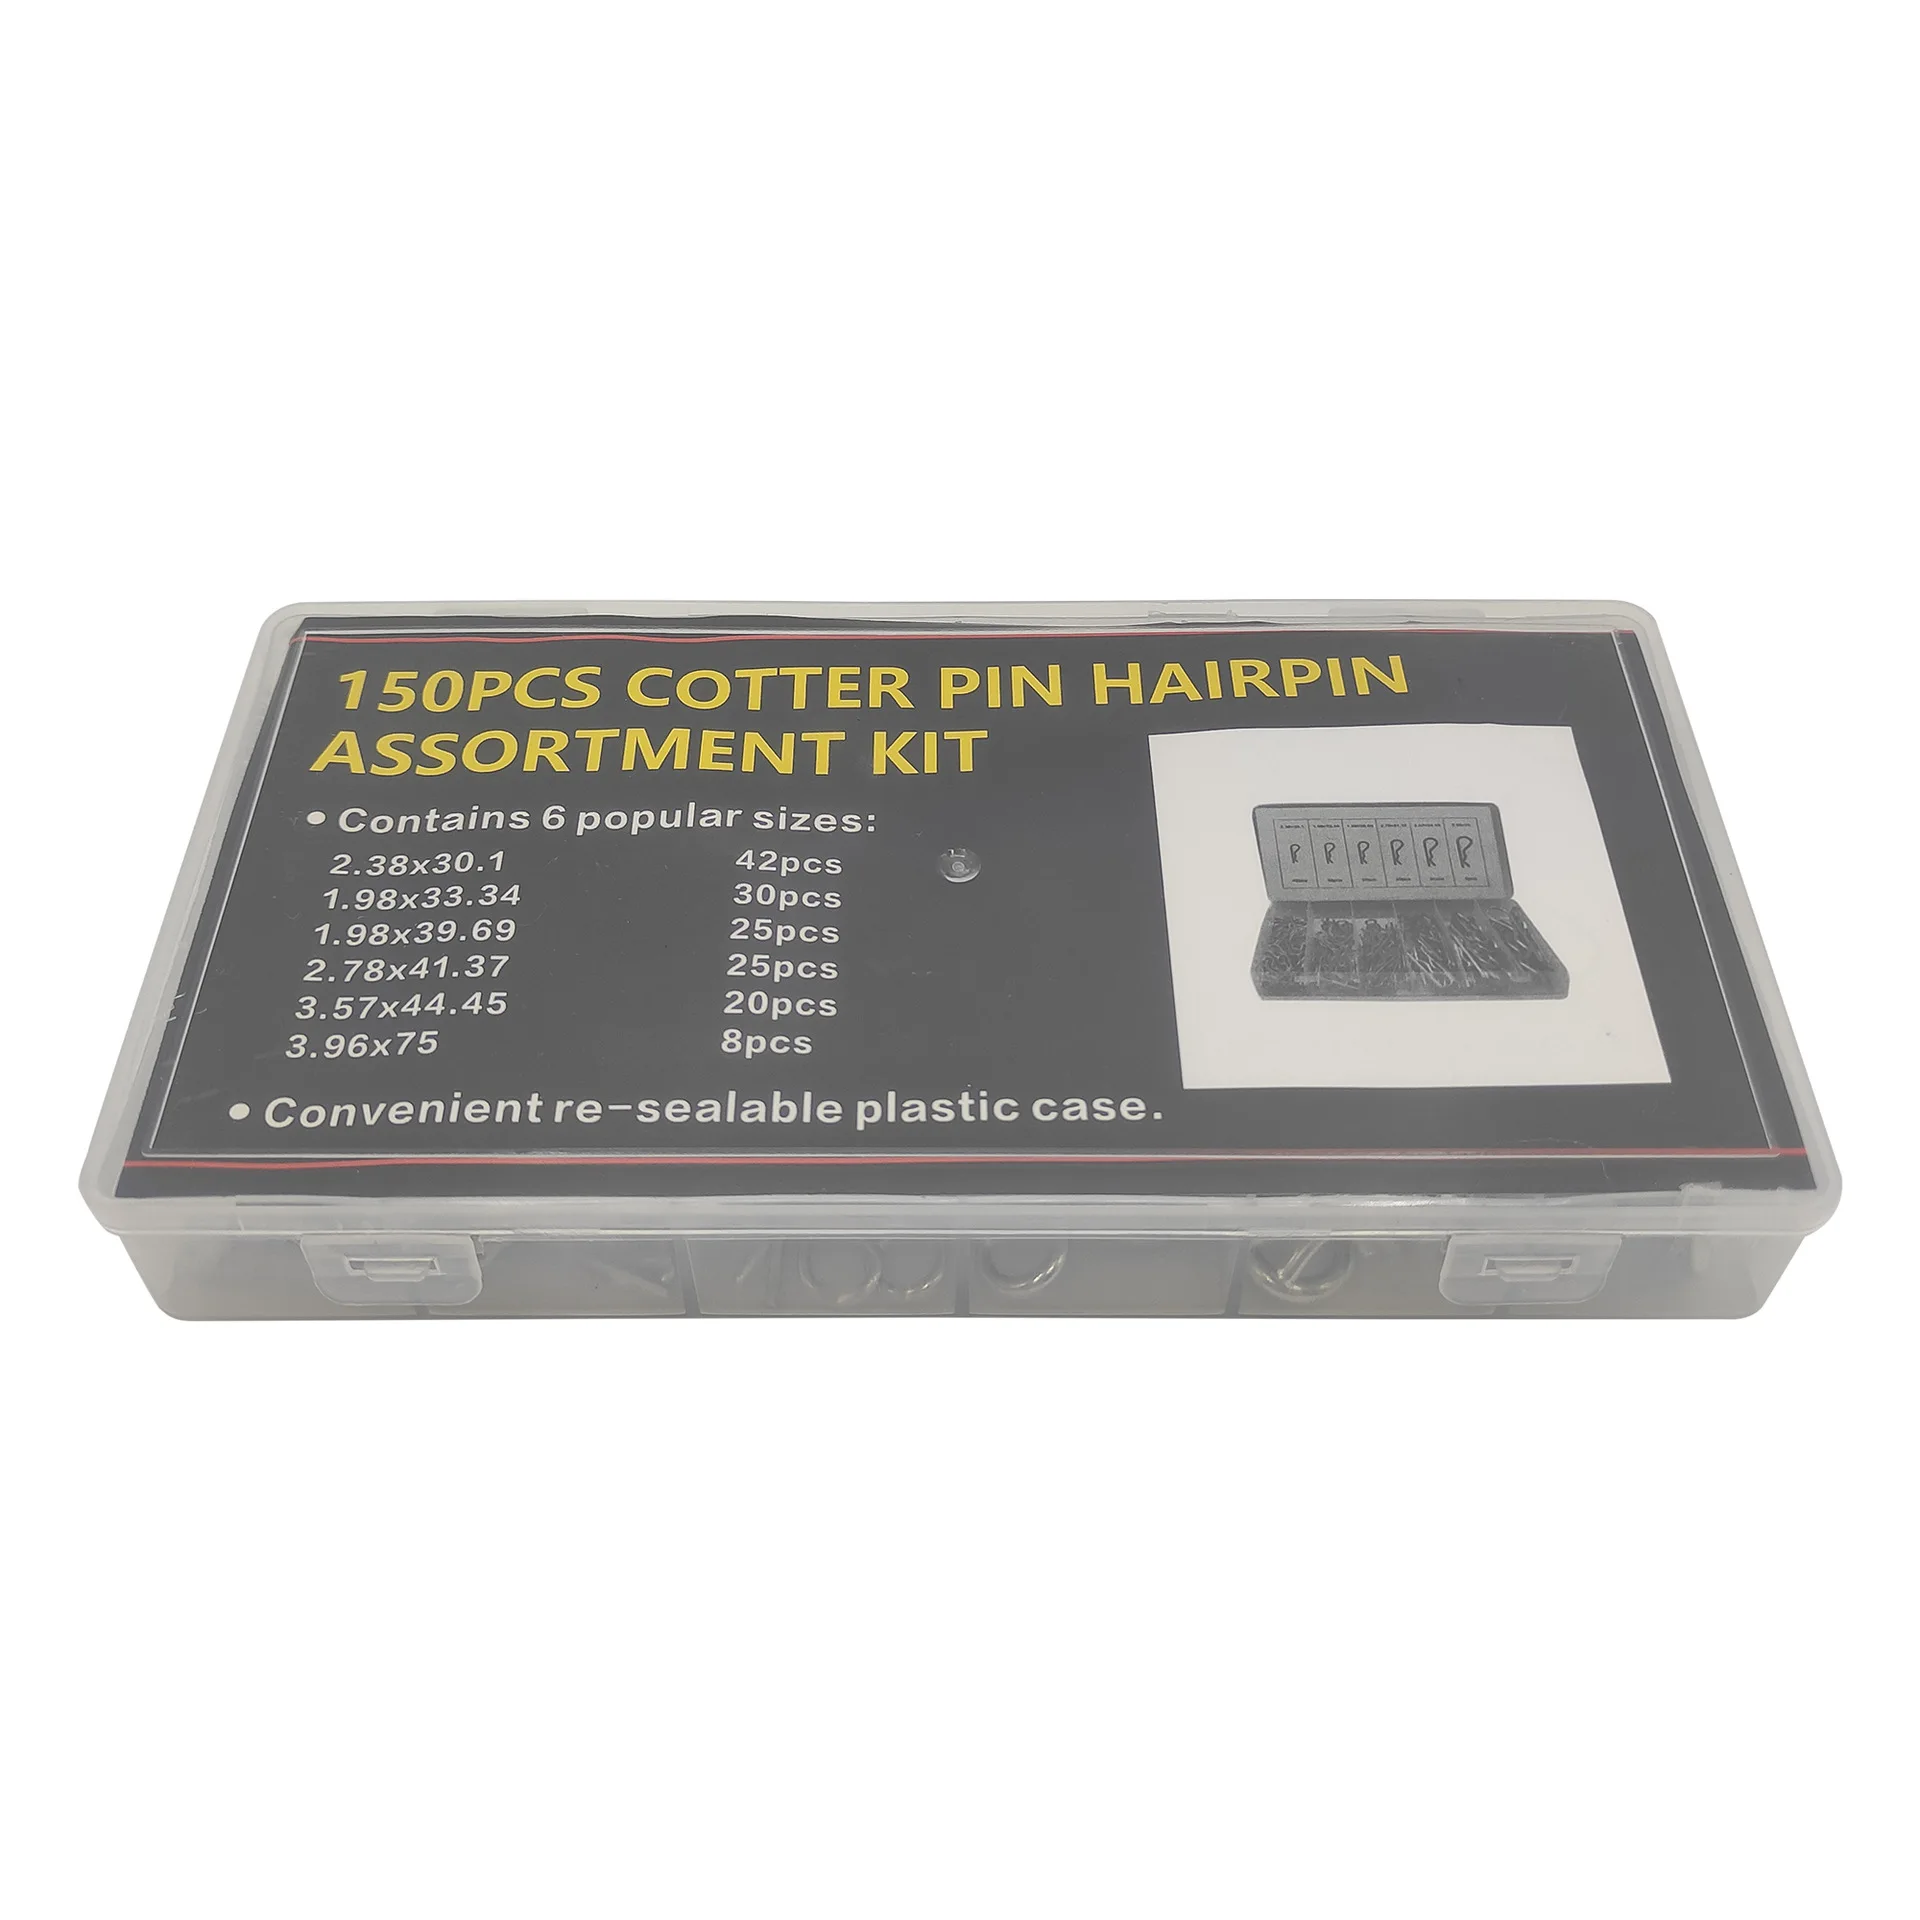 150PCS COTTER PIN HAIRPIN
ASSORTMENT KIT
• Contains 6 popular sizes:
2.38x30.1 42pcs
1.98x33.34 30pcs
1.98x39.69 25pcs
2.78x41.37 25pcs
3.57x44.45 20pcs
3.96x75 8pcs
• Convenient re-sealable plastic case.